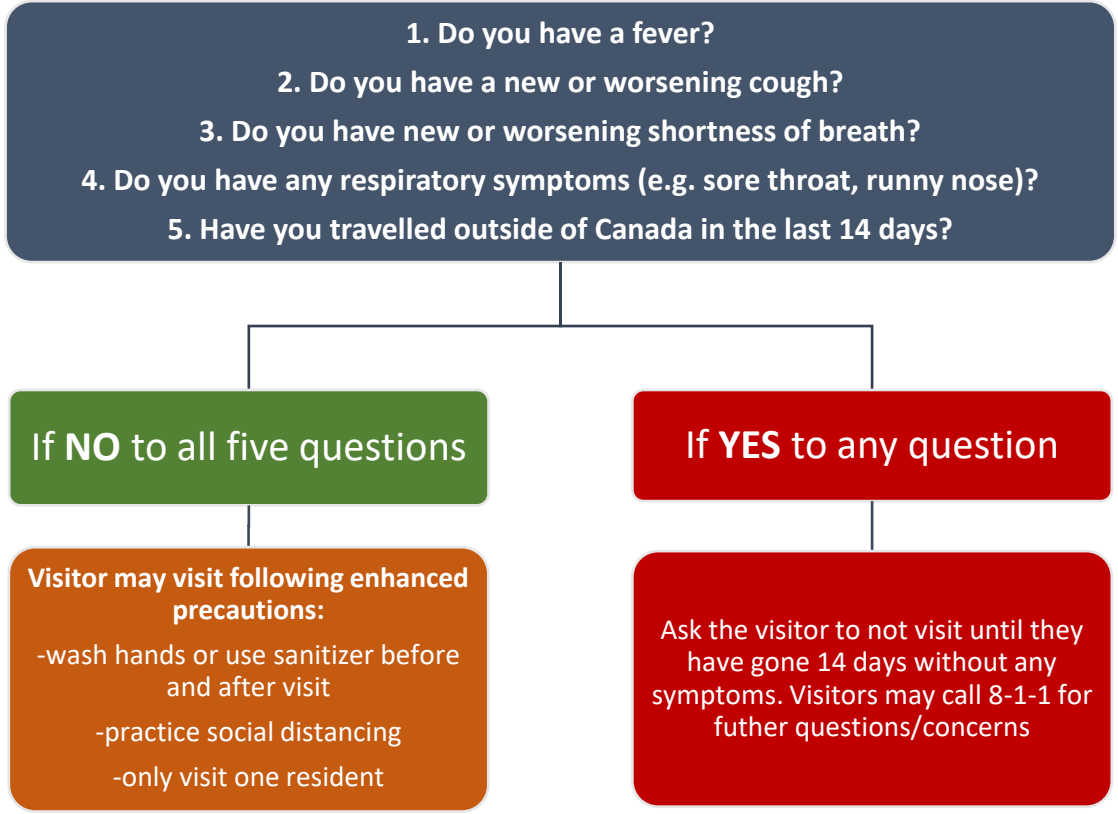 1. Do you have a fever?
2. Do you have a new or worsening cough?
3. Do you have new or worsening shortness of breath?
4. Do you have any respiratory symptoms (e.g. sore throat, runny nose)?
5. Have you travelled outside of Canada in the last 14 days?
If NO to all five questions
If YES to any question
Visitor may visit following enhanced
precautions:
-wash hands or use sanitizer before
and after visit
-practice social distancing
-only visit one resident
Ask the visitor to not visit until they
have gone 14 days without any
symptoms. Visitors may call 8-1-1 for
futher questions/concerns